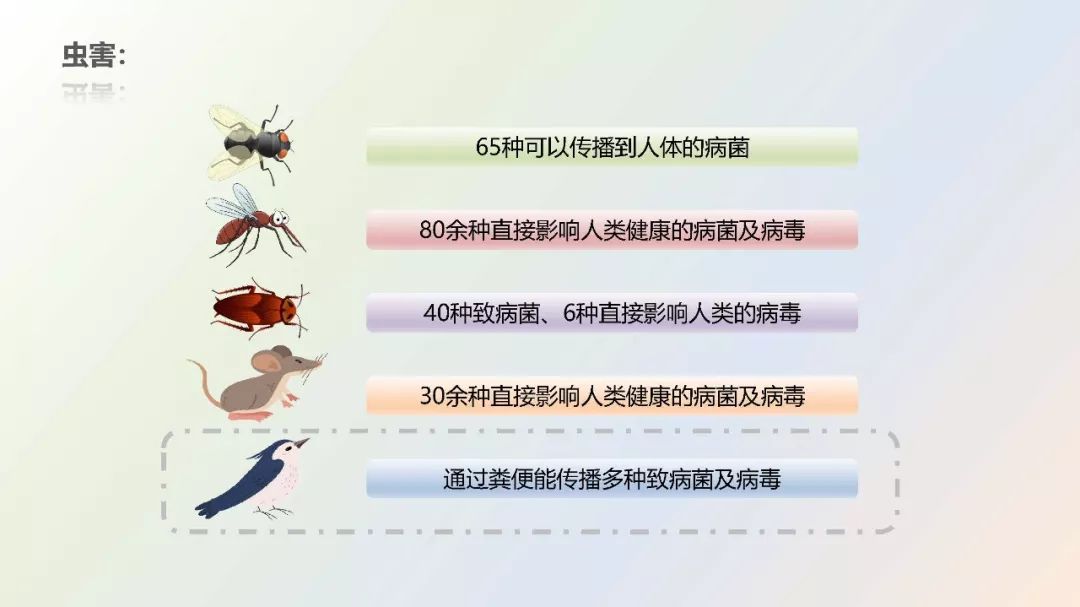 虫害：
65种可以传播到人体的病菌
80余种直接影响人类健康的病菌及病毒
40种致病菌、6种直接影响人类的病毒
30余种直接影响人类健康的病菌及病毒
通过粪便能传播多种致病菌及病毒